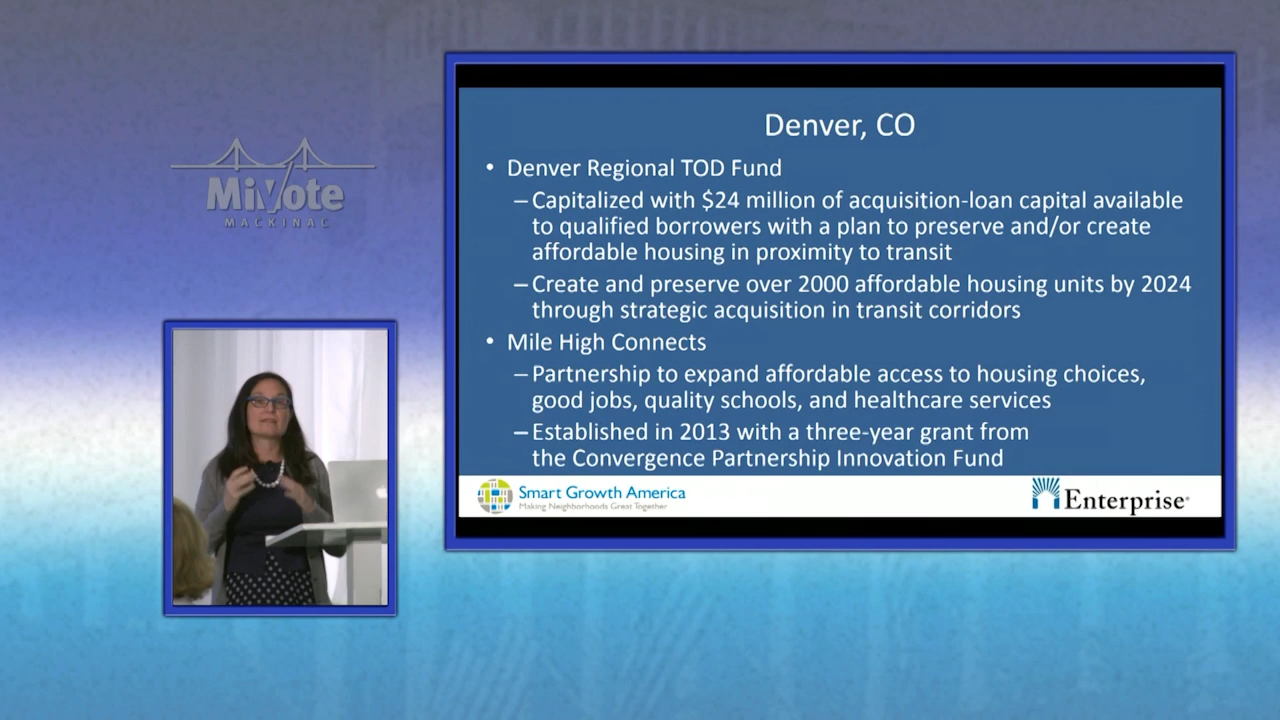 MiVote
MACKINAC
Denver, CO
• Denver Regional TOD Fund
– Capitalized with $24 million of acquisition-loan capital available
to qualified borrowers with a plan to preserve and/or create
affordable housing in proximity to transit
– Create and preserve over 2000 affordable housing units by 2024
through strategic acquisition in transit corridors
• Mile High Connects
– Partnership to expand affordable access to housing choices,
good jobs, quality schools, and healthcare services
– Established in 2013 with a three-year grant from
the Convergence Partnership Innovation Fund
Smart Growth America
Making Neighborhoods Great Together
Enterprise®